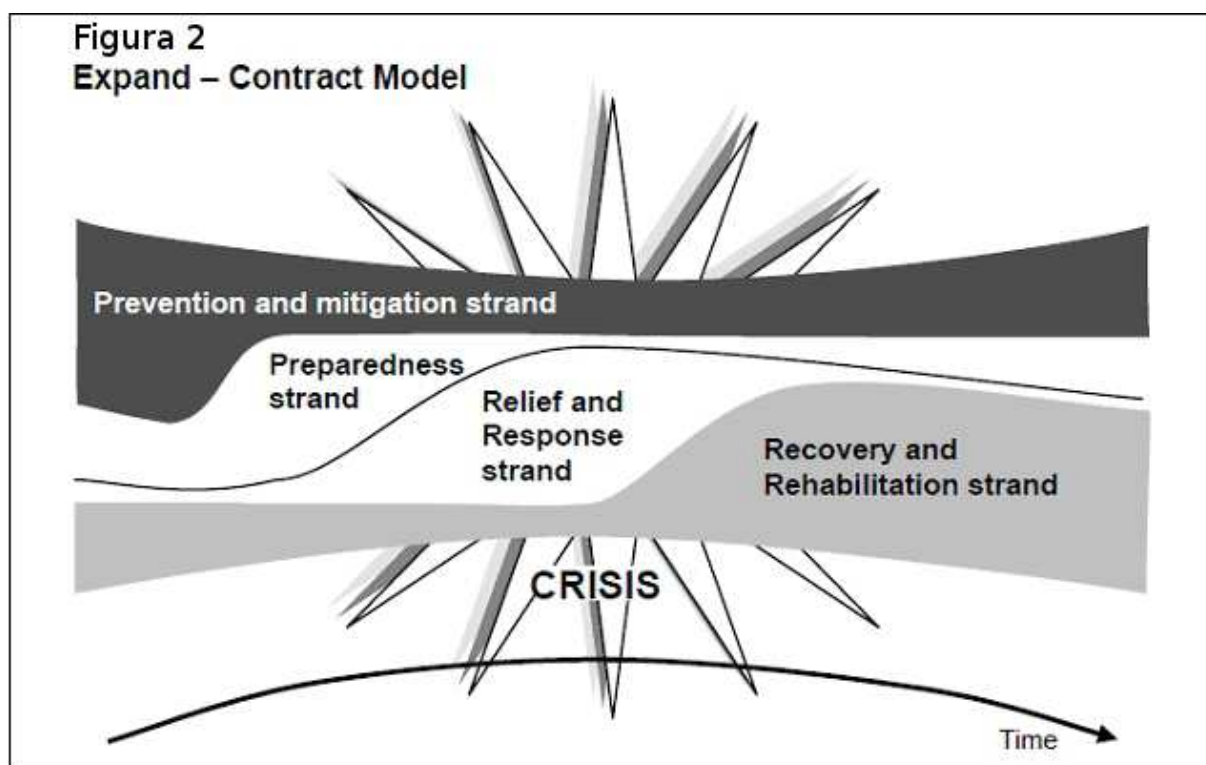 Figura 2
Expand – Contract Model
Prevention and mitigation strand
Preparedness
strand
Relief and
Response
strand
Recovery and
Rehabilitation strand
CRISIS
Time